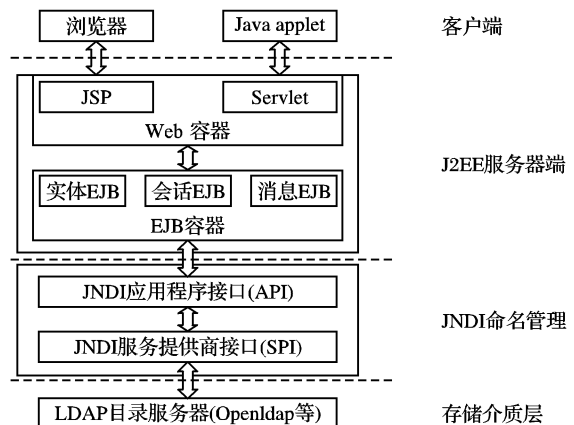 浏览器 Java applet 客户端
JSP Servlet
Web 容器
J2EE服务器端
实体EJB 会话EJB 消息EJB
EJB容器
JNDI应用程序接口(API)
JNDI命名管理
JNDI服务提供商接口(SPI)
LDAP目录服务器(Openldap等) 存储介质层